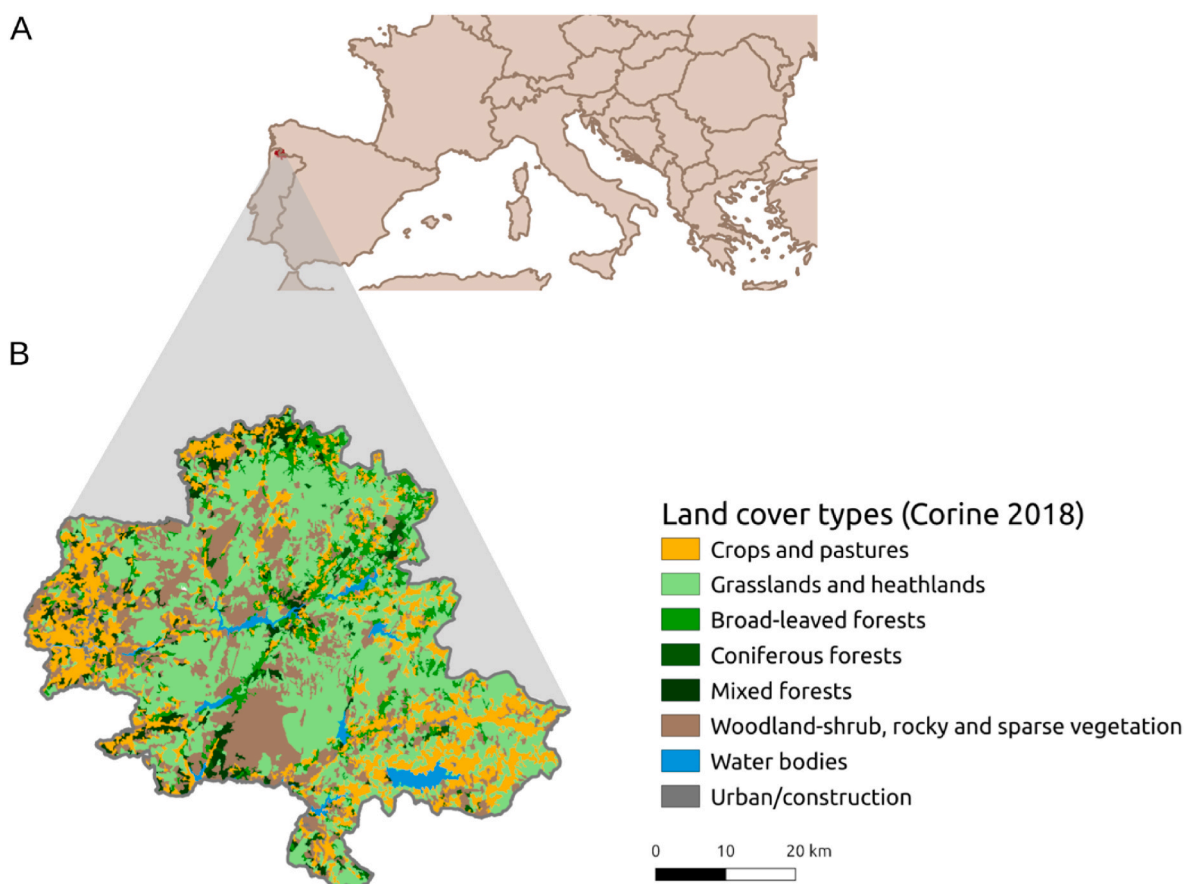 A
B
Land cover types (Corine 2018)
Crops and pastures
Grasslands and heathlands
Broad-leaved forests
Coniferous forests
Mixed forests
Woodland-shrub, rocky and sparse vegetation
Water bodies
Urban/construction
0 10 20 km